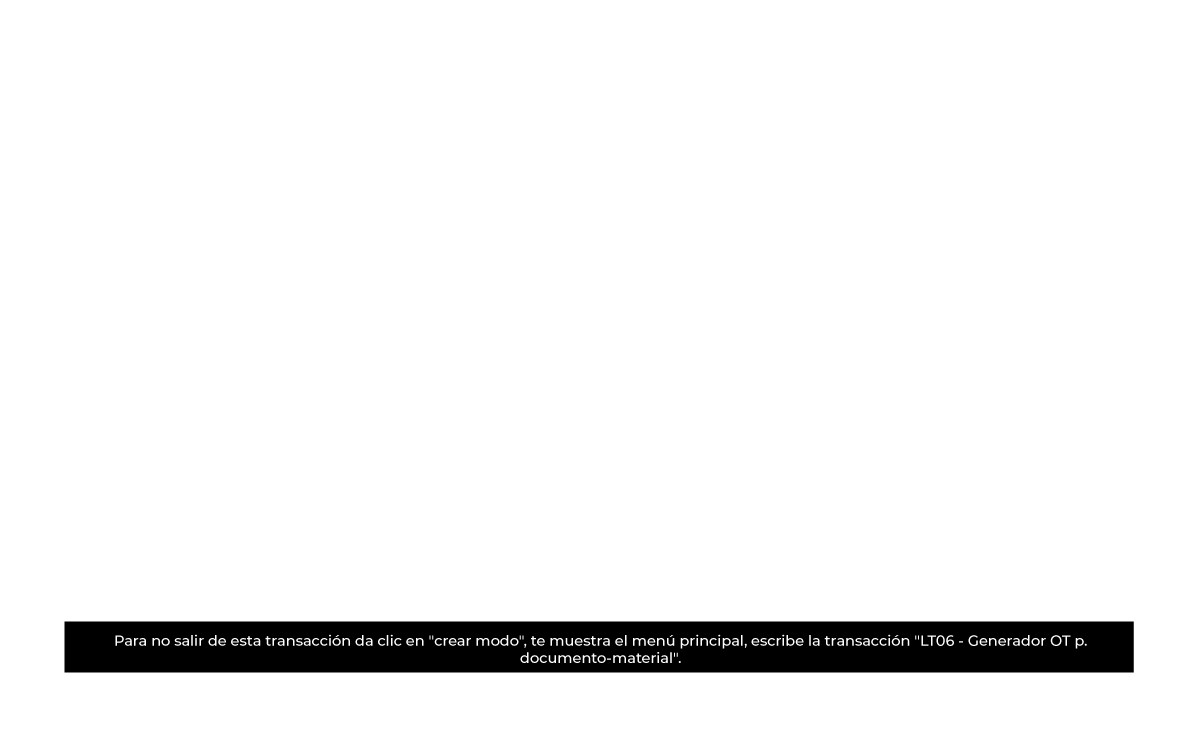 Para no salir de esta transacción da clic en "crear modo", te muestra el menú principal, escribe la transacción "LT06 - Generador OT p.
documento-material".